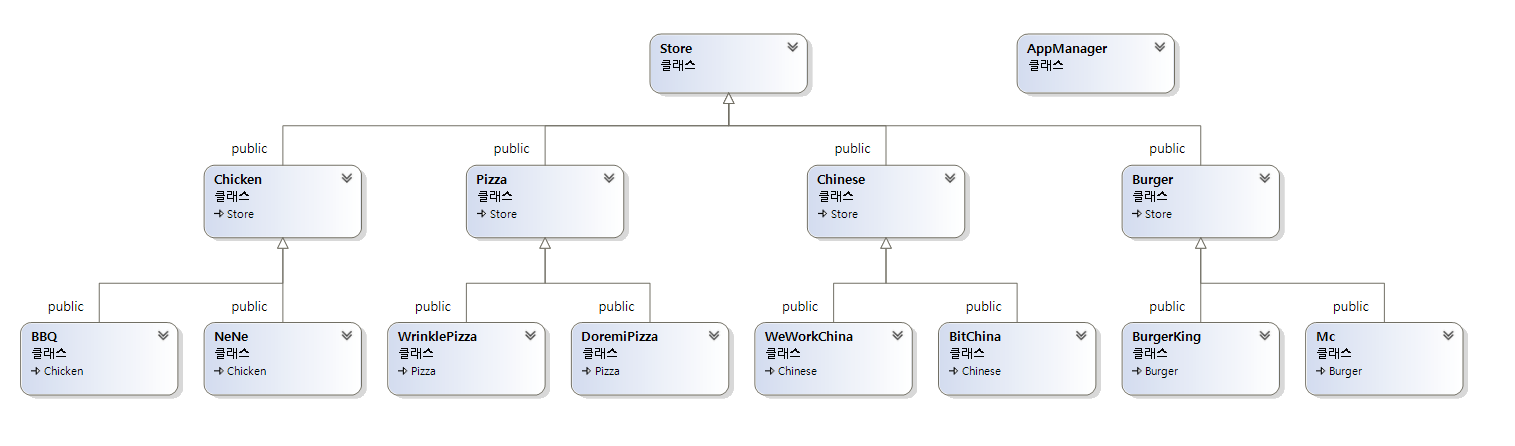 Store
클래스
AppManager
클래스
public
public
public
public
Chicken
클래스
Store
Pizza
클래스
Store
Chinese
클래스
Store
Burger
클래스
Store
public
public
public
public
public
public
public
public
BBQ
클래스
Chicken
NeNe
클래스
Chicken
WrinklePizza
클래스
Pizza
DoremiPizza
클래스
Pizza
WeWorkChina
클래스
Chinese
BitChina
클래스
Chinese
BurgerKing
클래스
Burger
Mc
클래스
Burger